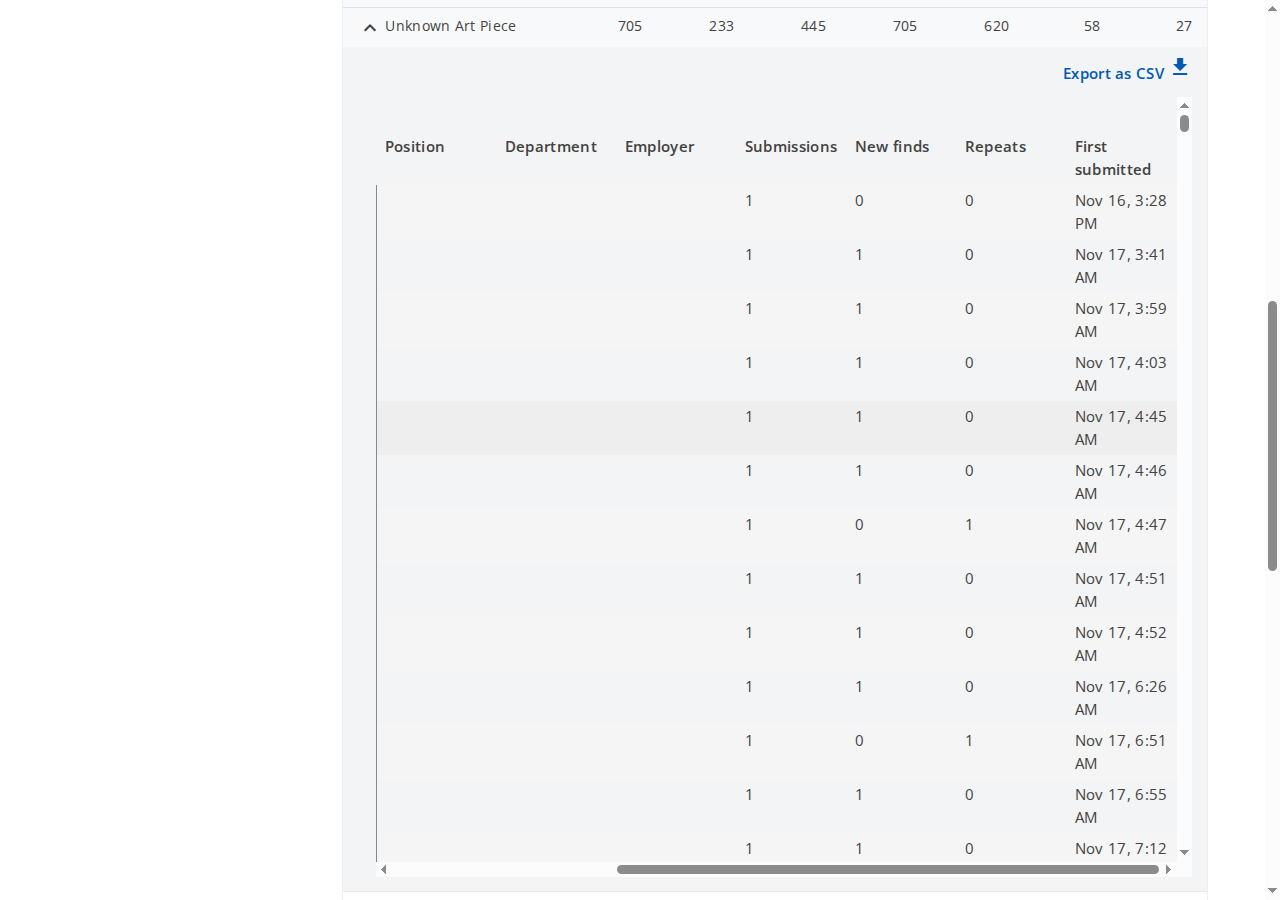 Unknown Art Piece 705 233 445 705 620 58 27
Export as CSV
Position Department Employer Submissions New finds Repeats First submitted
1 0 0 Nov 16, 3:28 PM
1 1 0 Nov 17, 3:41 AM
1 1 0 Nov 17, 3:59 AM
1 1 0 Nov 17, 4:03 AM
1 1 0 Nov 17, 4:45 AM
1 1 0 Nov 17, 4:46 AM
1 0 1 Nov 17, 4:47 AM
1 1 0 Nov 17, 4:51 AM
1 1 0 Nov 17, 4:52 AM
1 1 0 Nov 17, 6:26 AM
1 0 1 Nov 17, 6:51 AM
1 1 0 Nov 17, 6:55 AM
1 1 0 Nov 17, 7:12